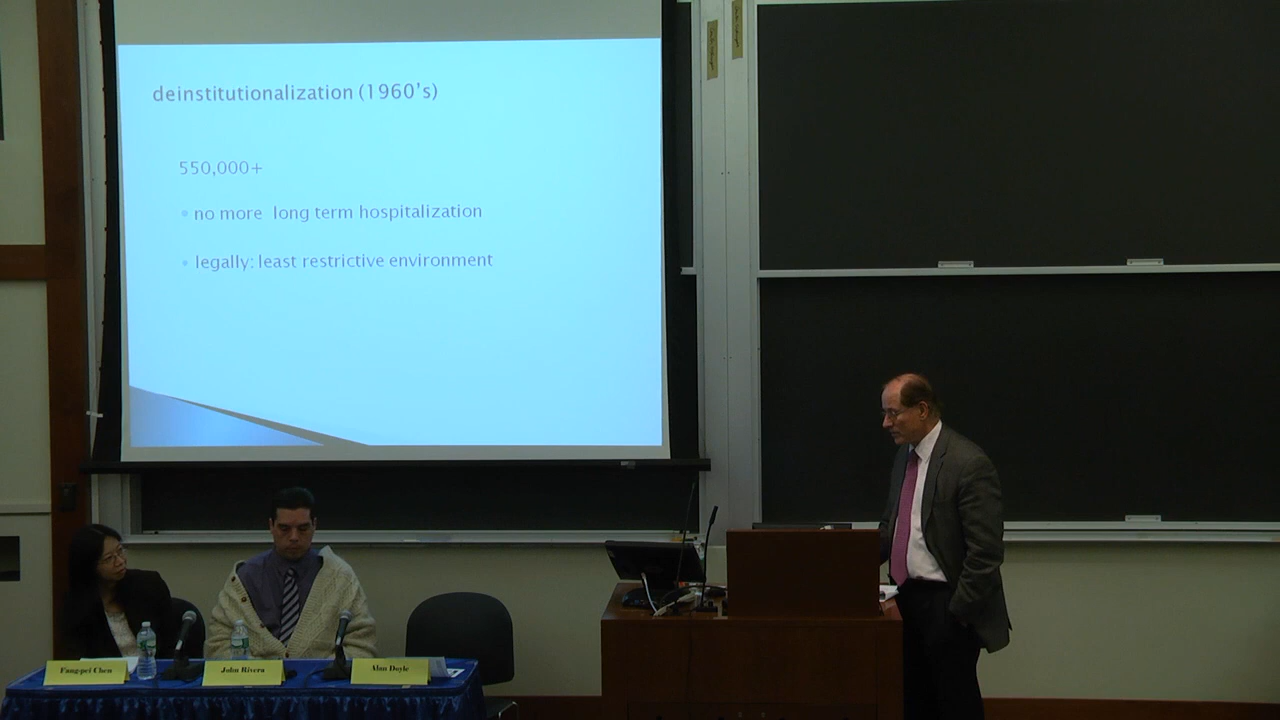 deinstitutionalization (1960's)
550,000+
• no more long term hospitalization
• legally: least restrictive environment
Fang-pei Chen
John Rivera
Alan Doyle